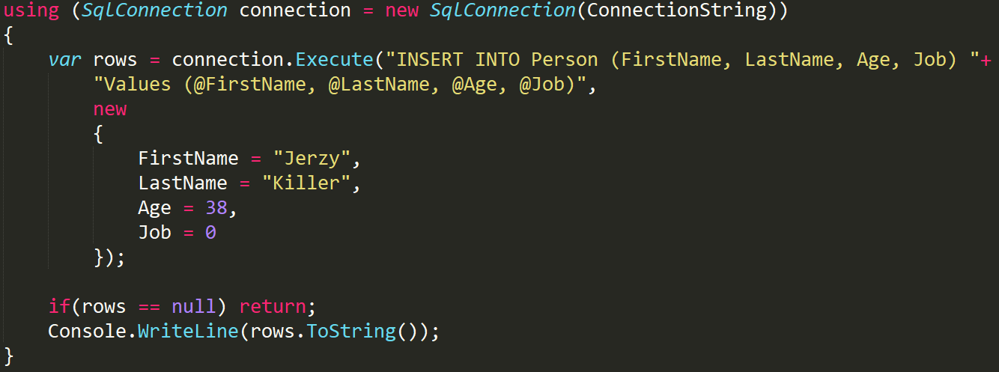 using (SqlConnection connection = new SqlConnection(ConnectionString))
{
    var rows = connection.Execute("INSERT INTO Person (FirstName, LastName, Age, Job) "+
        "Values (@FirstName, @LastName, @Age, @Job)",
        new
        {
            FirstName = "Jerzy",
            LastName = "Killer",
            Age = 38,
            Job = 0
        });

    if(rows == null) return;
    Console.WriteLine(rows.ToString());
}